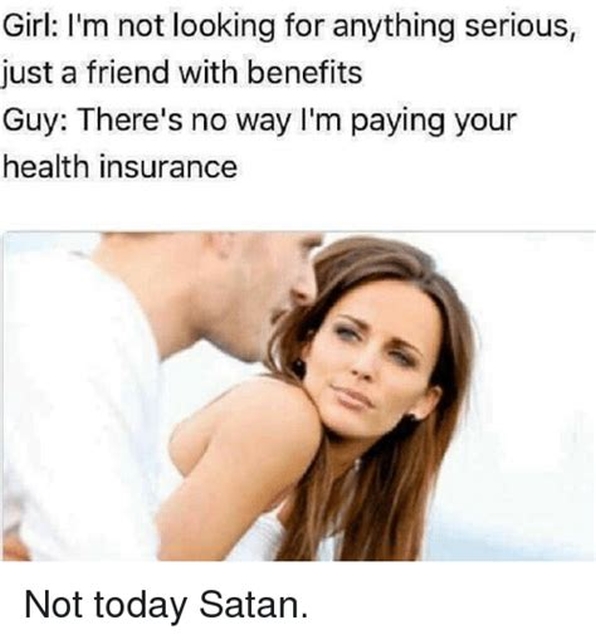 Girl: I'm not looking for anything serious,
just a friend with benefits
Guy: There's no way I'm paying your
health insurance
Not today Satan.